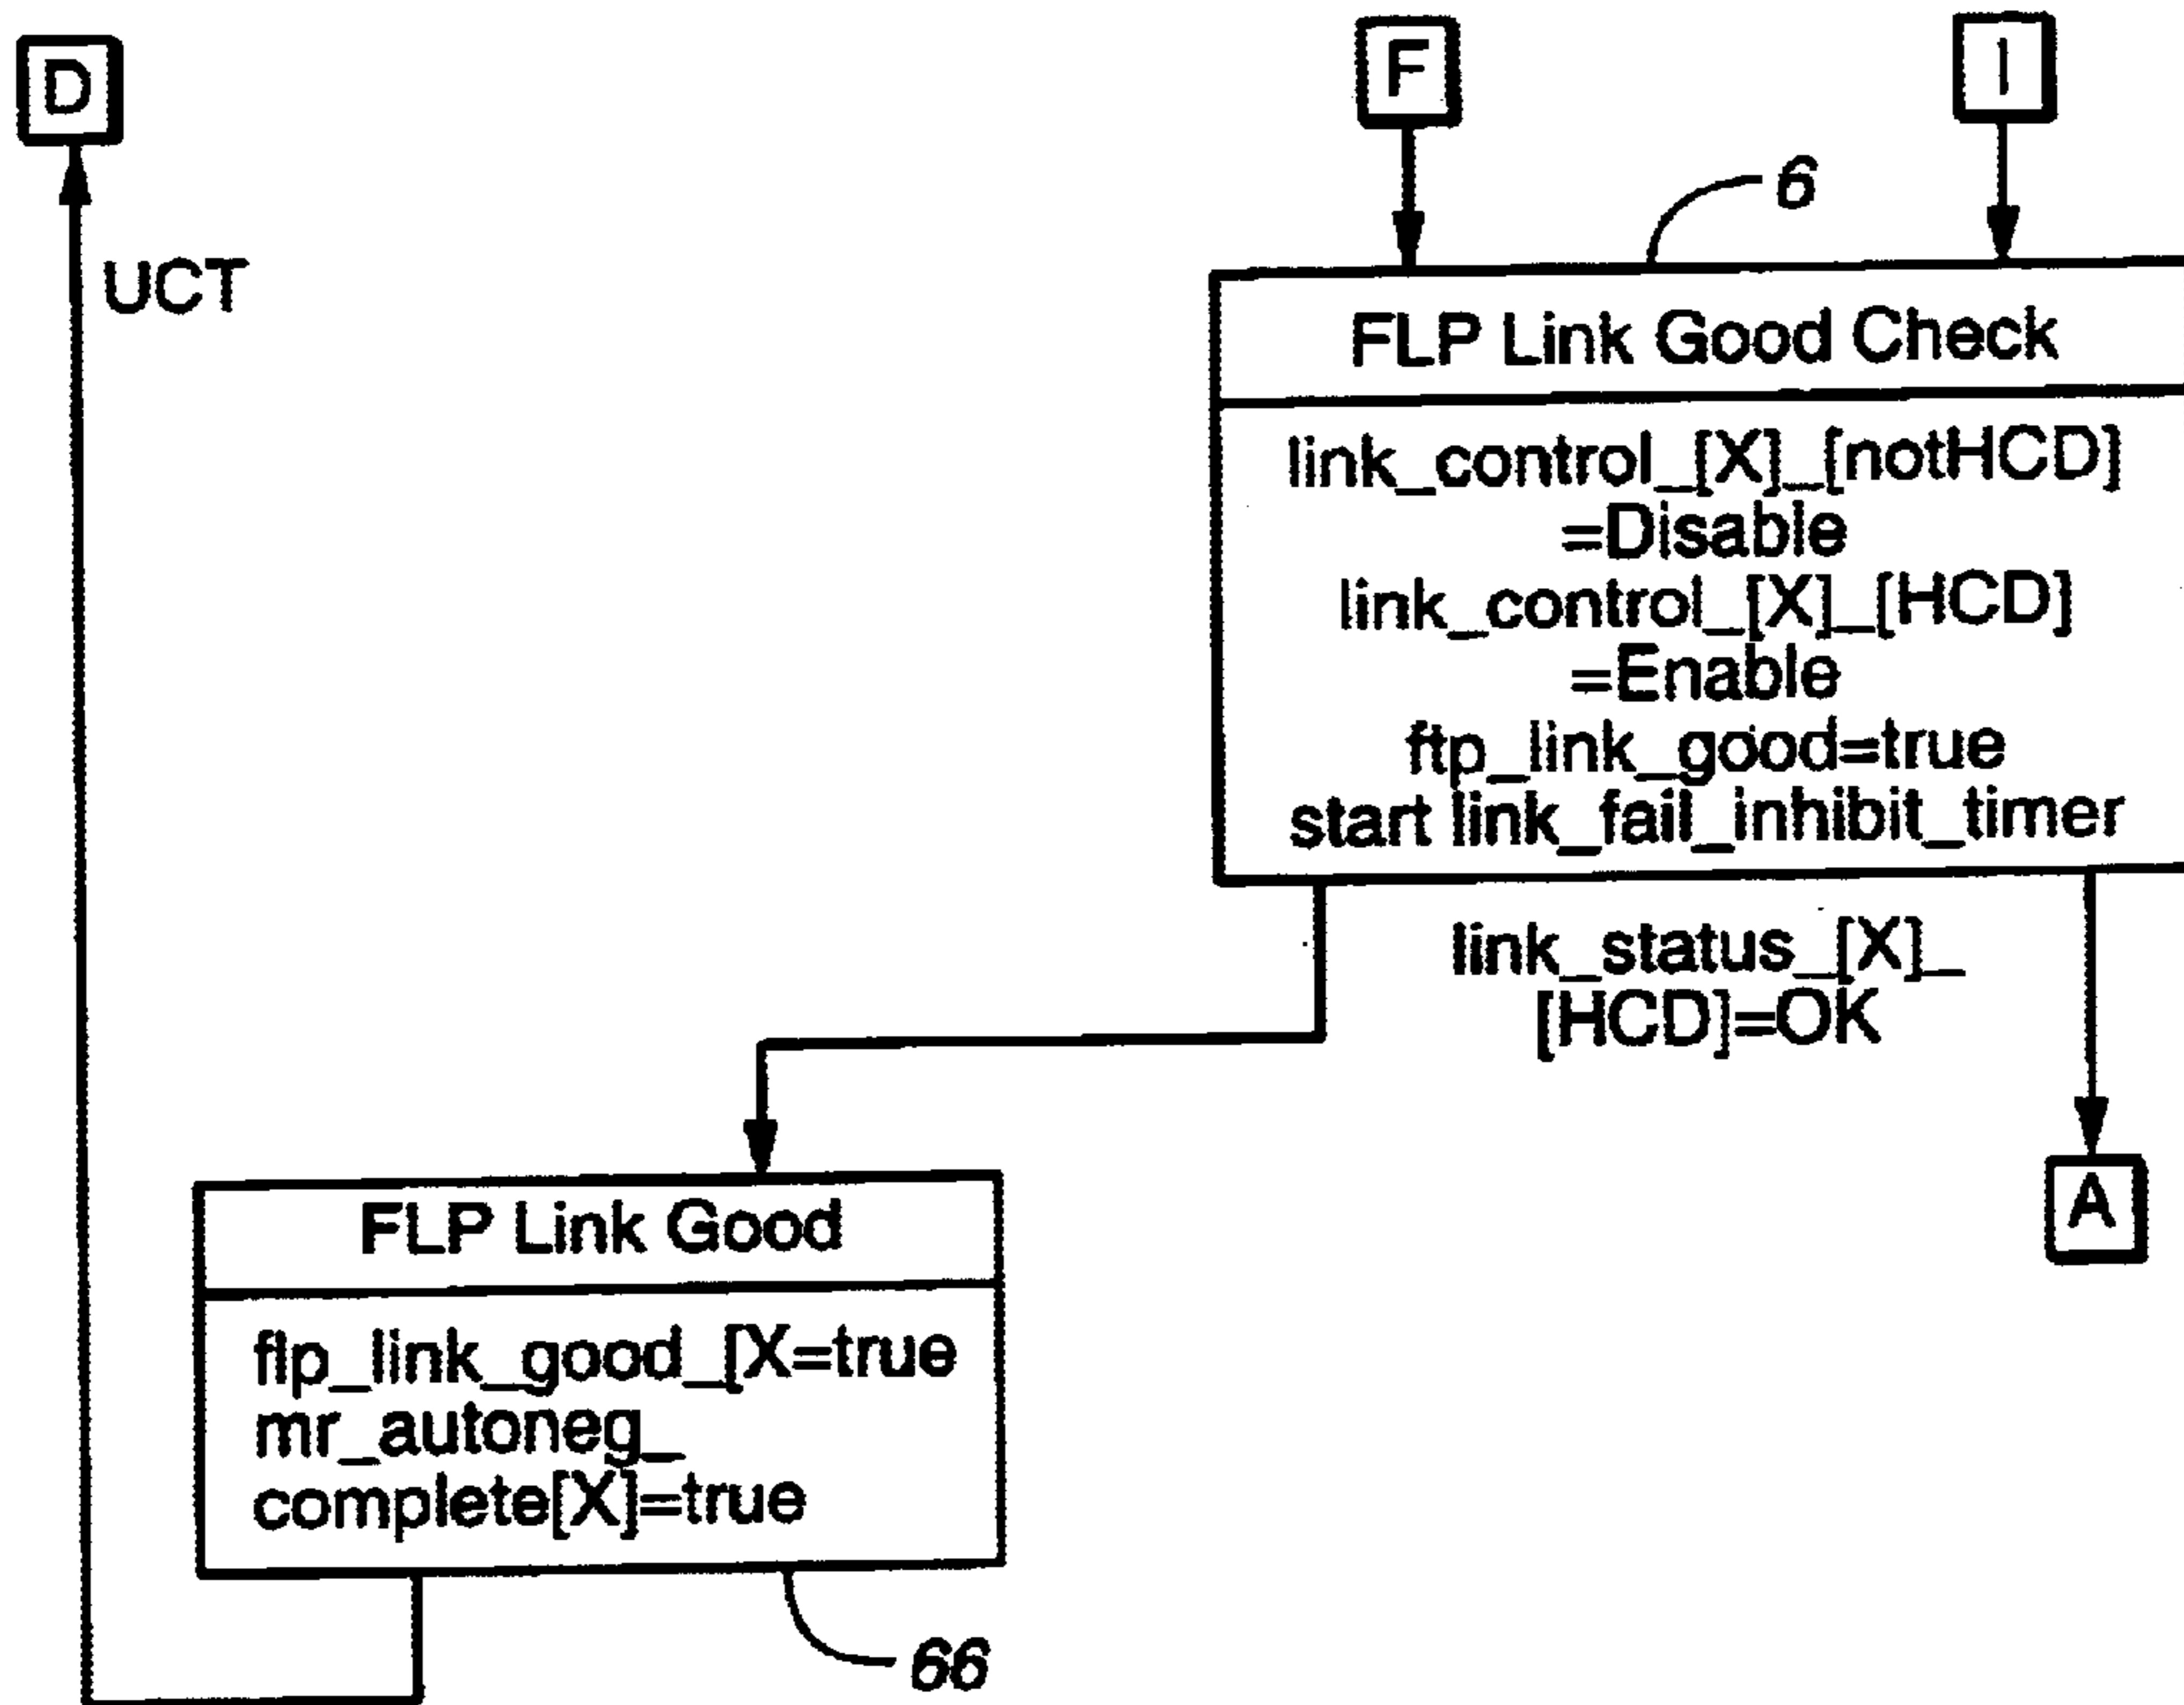 D
F
I
6
UCT
FLP Link Good Check
link_control_[X]_[notHCD]
=Disable
link_control_[X]_[HCD]
=Enable
ftp_link_good=true
start link_fail_inhibit_timer
link_status_[X]_
[HCD]=OK
A
FLP Link Good
flp_link_good_[X=true
mr_autoneg_
complete[X]=true
66